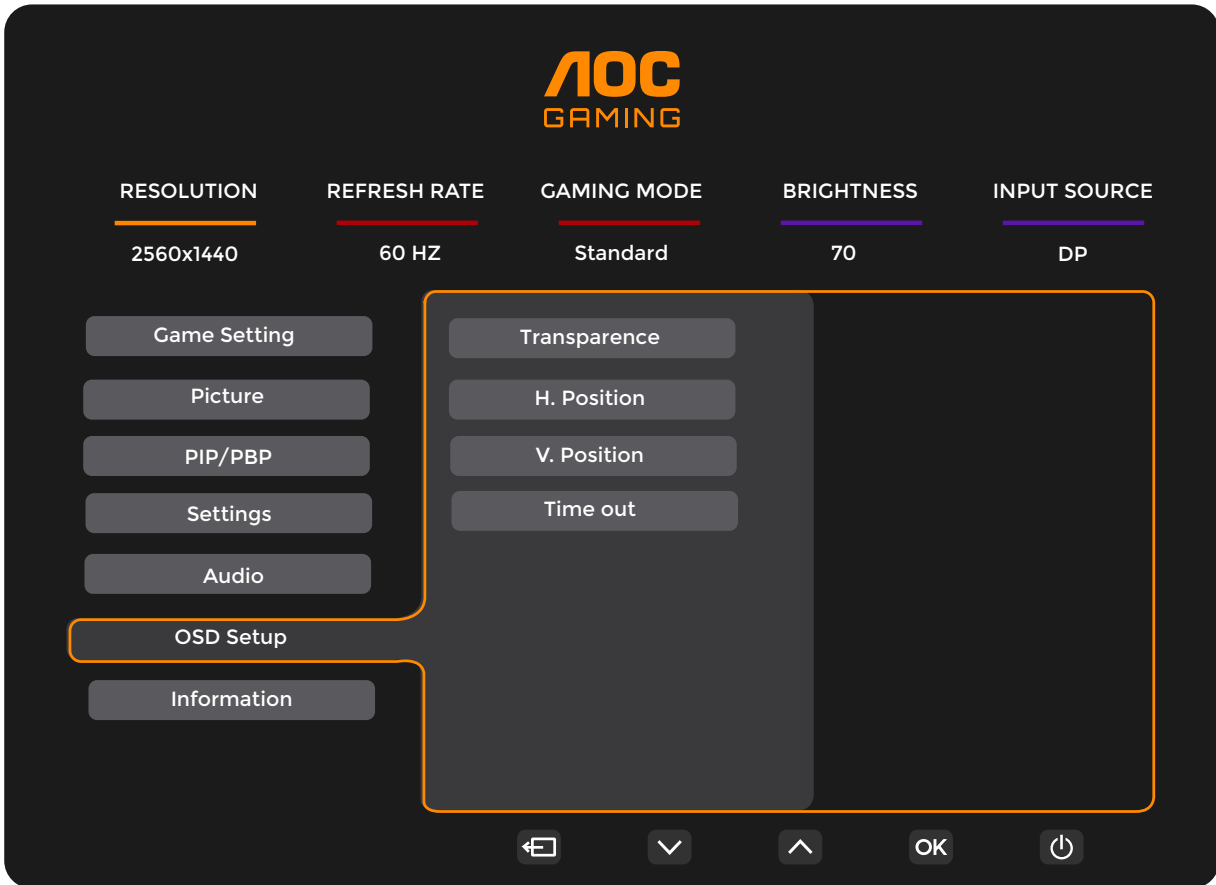 AOC
GAMING
RESOLUTION REFRESH RATE GAMING MODE BRIGHTNESS INPUT SOURCE
2560x1440 60 HZ Standard 70 DP
Game Setting
Picture
PIP/PBP
Settings
Audio
OSD Setup
Information
Transparence
H. Position
V. Position
Time out
OK